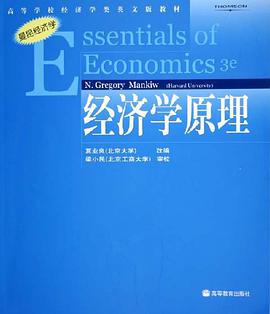 高等学校经济学类英文版教材
THOMSON
曼昆经济学
Essentials of
Economics 3e
N. Gregory Mankiw
(Harvard University)
经济学原理
夏业良(北京大学) 改编
梁小民(北京工商大学) 审校
高等教育出版社